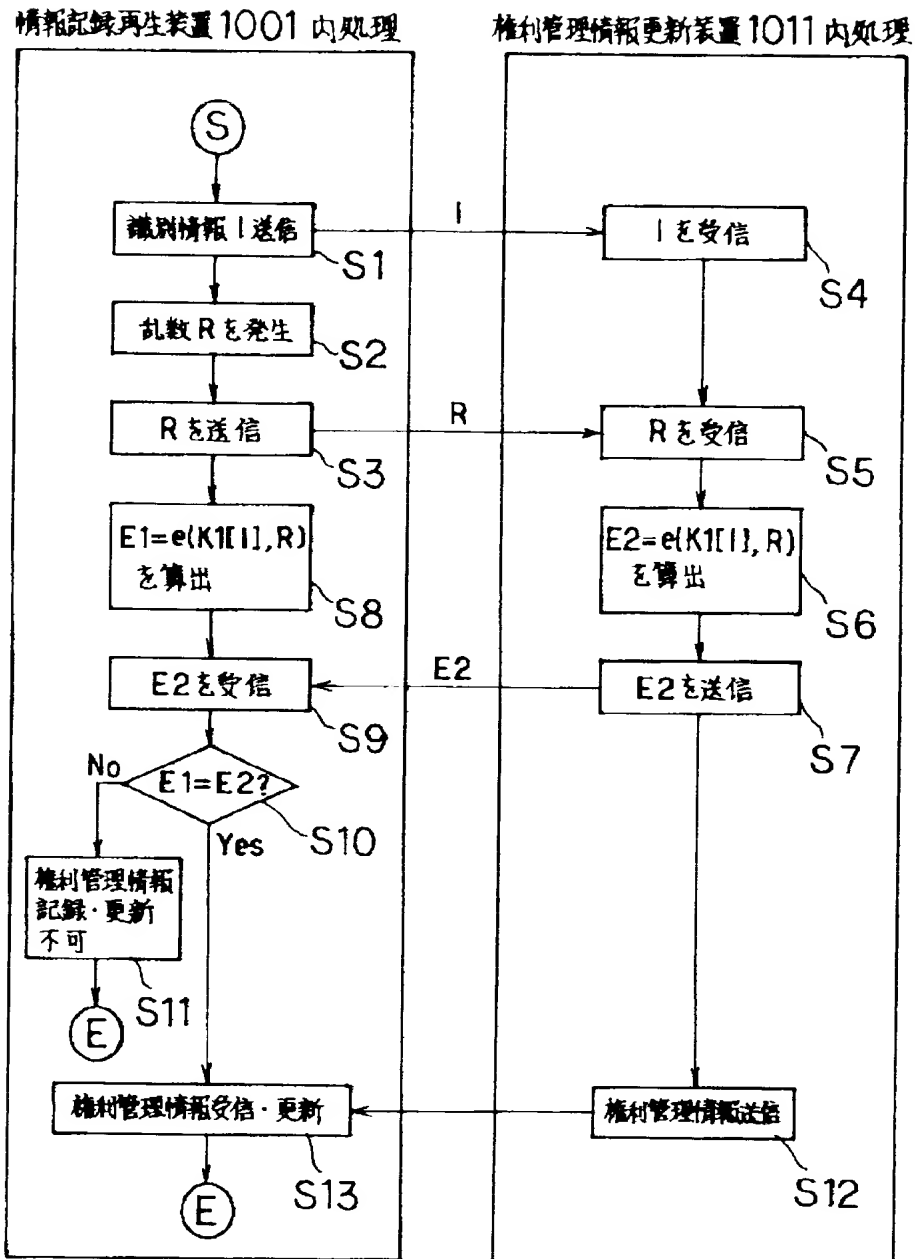 情報記録再生装置1001内処理
権利管理情報更新装置1011内処理
S
識別情報I送信
S1
I
Iを受信
S4
乱数Rを発生
S2
Rを送信
S3
R
Rを受信
S5
E1=e(K1[I],R)
を算出
S8
E2=e(K1[I],R)
を算出
S6
E2を受信
S9
E2
E2を送信
S7
No
E1=E2?
S10
Yes
権利管理情報
記録・更新
不可
S11
E
権利管理情報受信・更新
S13
権利管理情報送信
S12
E